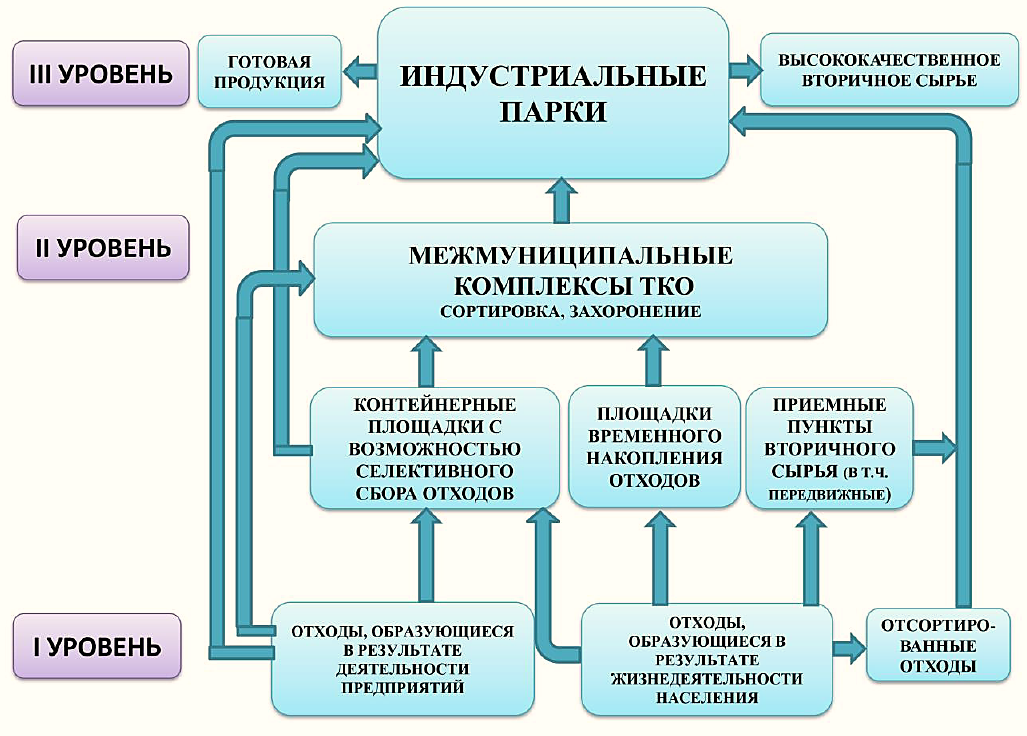 III УРОВЕНЬ
ГОТОВАЯ
ПРОДУКЦИЯ
ИНДУСТРИАЛЬНЫЕ
ПАРКИ
ВЫСОКОКАЧЕСТВЕННОЕ
ВТОРИЧНОЕ СЫРЬЕ
II УРОВЕНЬ
МЕЖМУНИЦИПАЛЬНЫЕ
КОМПЛЕКСЫ ТКО
СОРТИРОВКА, ЗАХОРОНЕНИЕ
КОНТЕЙНЕРНЫЕ
ПЛОЩАДКИ С
ВОЗМОЖНОСТЬЮ
СЕЛЕКТИВНОГО
СБОРА ОТХОДОВ
ПЛОЩАДКИ
ВРЕМЕННОГО
НАКОПЛЕНИЯ
ОТХОДОВ
ПРИЕМНЫЕ
ПУНКТЫ
ВТОРИЧНОГО
СЫРЬЯ (В Т.Ч.
ПЕРЕДВИЖНЫЕ)
I УРОВЕНЬ
ОТХОДЫ, ОБРАЗУЮЩИЕСЯ
В РЕЗУЛЬТАТЕ
ДЕЯТЕЛЬНОСТИ
ПРЕДПРИЯТИЙ
ОТХОДЫ,
ОБРАЗУЮЩИЕСЯ В
РЕЗУЛЬТАТЕ
ЖИЗНЕДЕЯТЕЛЬНОСТИ
НАСЕЛЕНИЯ
ОТСОРТИРО-
ВАННЫЕ
ОТХОДЫ